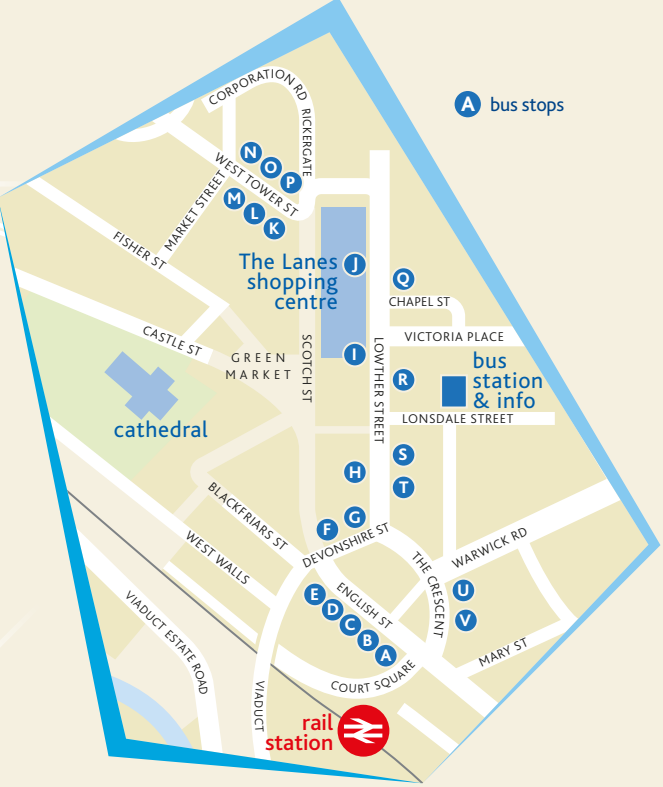 CORPORATION RD
RICKERGATE
A bus stops
N
O
P
WEST TOWER ST
M
L
K
MARKET STREET
FISHER ST
The Lanes
shopping
centre
J
Q
CHAPEL ST
CASTLE ST
GREEN
MARKET
SCOTCH ST
I
LOWTHER STREET
VICTORIA PLACE
R
bus
station
& info
LONSDALE STREET
cathedral
H
S
T
BLACKFRIARS ST
F
G
DEVONSHIRE ST
WEST WALLS
THE CRESCENT
WARWICK RD
ENGLISH ST
E
D
C
B
A
U
V
VIADUCT ESTATE ROAD
MARY ST
COURT SQUARE
VIADUCT
rail
station